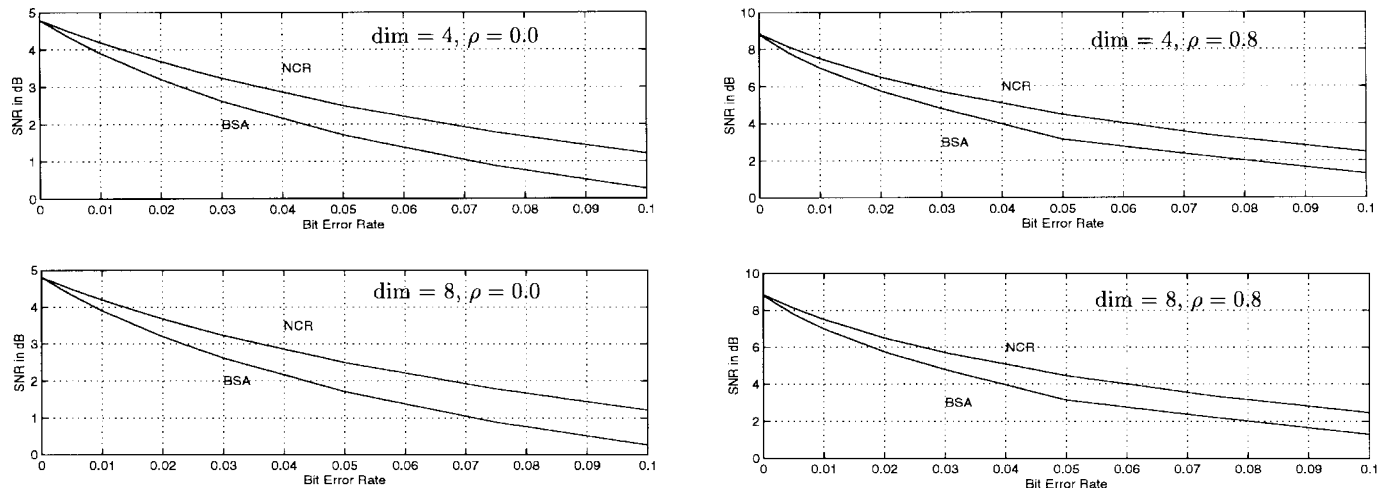 5
4
3
2
1
0
SNR in dB
dim = 4, ρ = 0.0
NCR
BSA
0 0.01 0.02 0.03 0.04 0.05 0.06 0.07 0.08 0.09 0.1
Bit Error Rate
10
8
6
4
2
0
SNR in dB
dim = 4, ρ = 0.8
NCR
BSA
0 0.01 0.02 0.03 0.04 0.05 0.06 0.07 0.08 0.09 0.1
Bit Error Rate
5
4
3
2
1
0
SNR in dB
dim = 8, ρ = 0.0
NCR
BSA
0 0.01 0.02 0.03 0.04 0.05 0.06 0.07 0.08 0.09 0.1
Bit Error Rate
10
8
6
4
2
0
SNR in dB
dim = 8, ρ = 0.8
NCR
BSA
0 0.01 0.02 0.03 0.04 0.05 0.06 0.07 0.08 0.09 0.1
Bit Error Rate